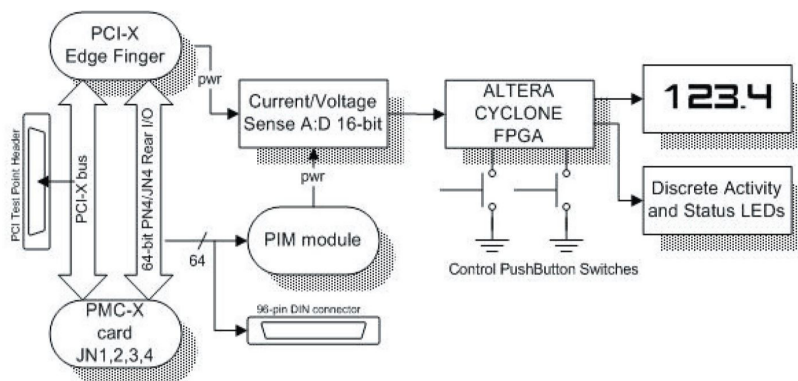 PCI-X
Edge Finger
pwr
Current/Voltage
Sense A:D 16-bit
ALTERA
CYCLONE
FPGA
123.4
PCI Test Point Header
PCI-X bus
64-bit PN4/JN4 Rear I/O
pwr
Discrete Activity
and Status LEDs
64
PIM module
Control PushButton Switches
96-pin DIN connector
PMC-X
card
JN1,2,3,4